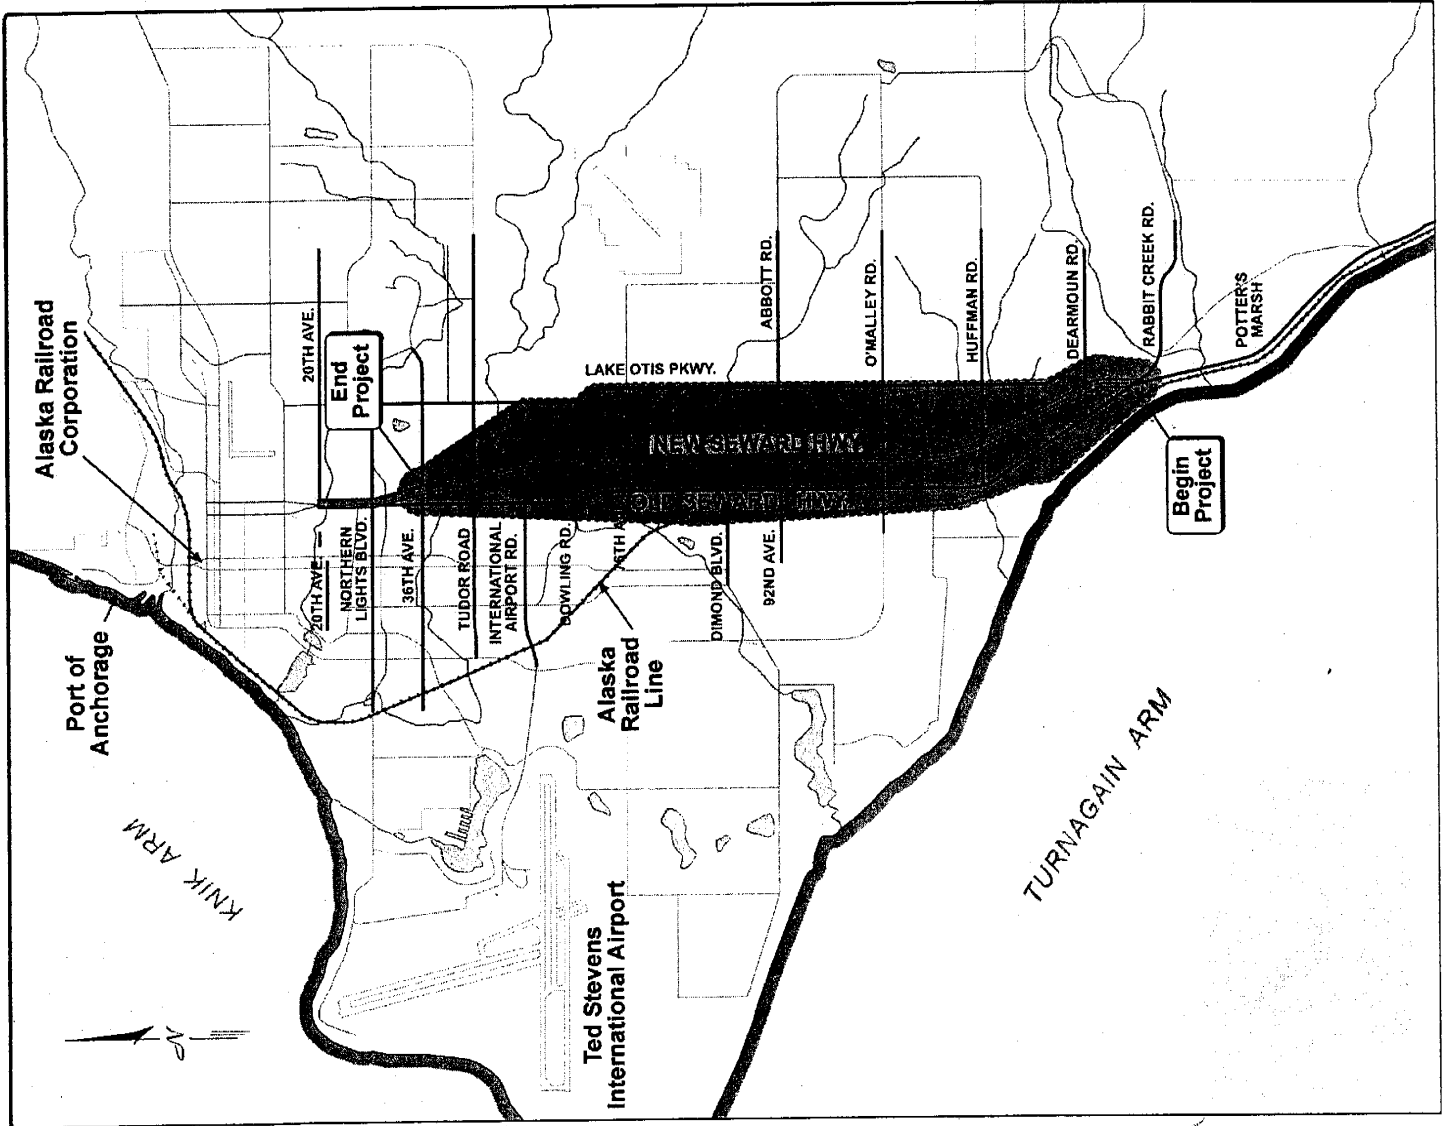 Alaska Railroad
Corporation
Port of
Anchorage
KNIK ARM
20TH AVE.
End
Project
20TH AVE.
NORTHERN
LIGHTS BLVD.
36TH AVE.
TUDOR ROAD
INTERNATIONAL
AIRPORT RD.
DOWLING RD.
DIMOND BLVD.
92ND AVE.
LAKE OTIS PKWY.
NEW SEWARD HWY.
OLD SEWARD HWY.
ABBOTT RD.
O'MALLEY RD.
HUFFMAN RD.
DEARMOUN RD.
RABBIT CREEK RD.
POTTER'S
MARSH
Begin
Project
Alaska
Railroad
Line
Ted Stevens
International Airport
TURNAGAIN ARM